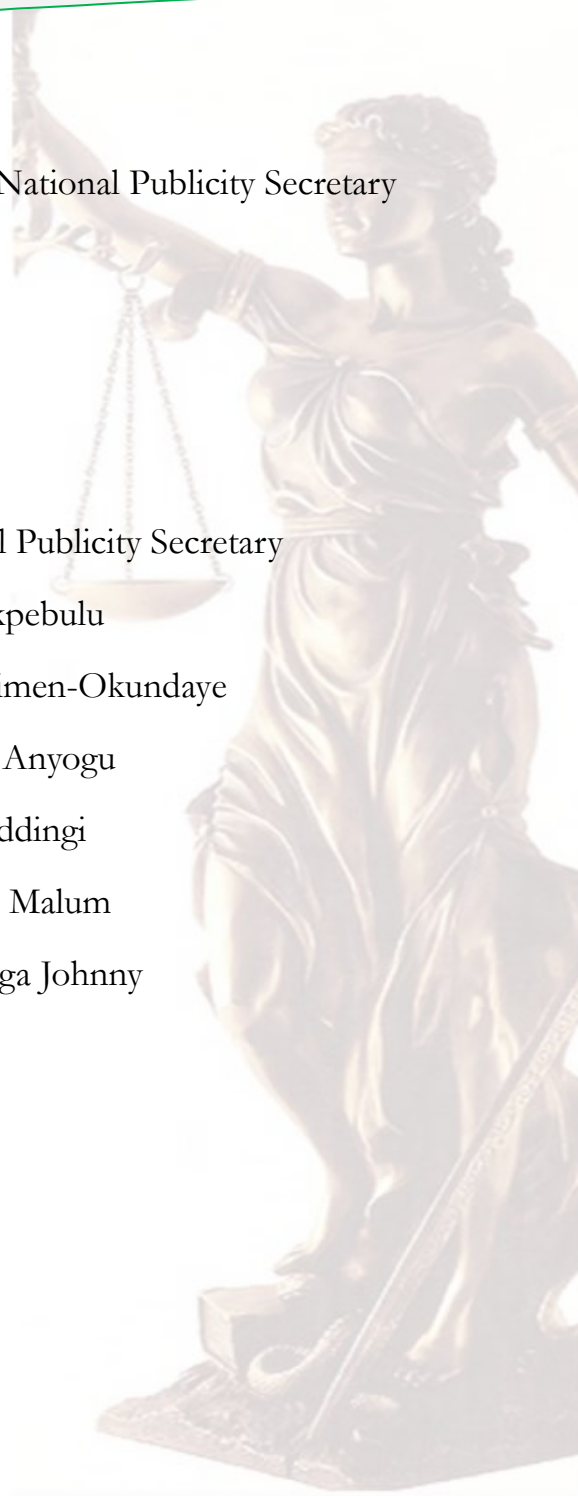 National Publicity Secretary
l Publicity Secretary
kpebulu
imen-Okundaye
Anyogu
ddingi
Malum
ga Johnny